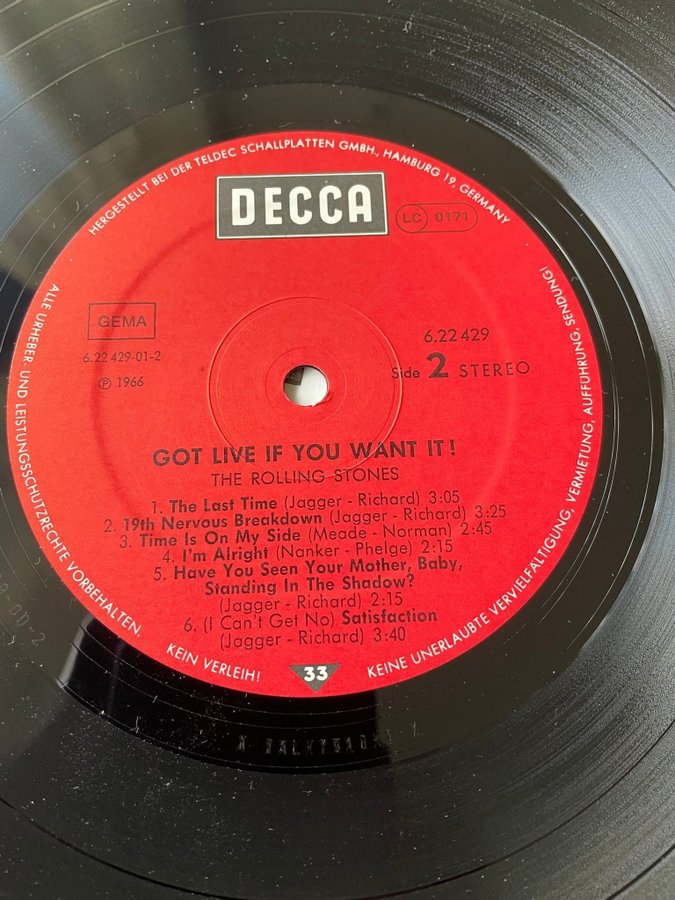 HERGESTELLT BEI DER TELDEC SCHALLPLATTEN GMBH., HAMBURG 19, GERMANY
DECCA
LC 0171
GEMA
6.22 429-01-2
℗ 1966
6.22 429
Side 2 STEREO
GOT LIVE IF YOU WANT IT!
THE ROLLING STONES
1. The Last Time (Jagger - Richard) 3:05
2. 19th Nervous Breakdown (Jagger - Richard) 3:25
3. Time Is On My Side (Meade - Norman) 2:45
4. I'm Alright (Nanker - Phelge) 2:15
5. Have You Seen Your Mother, Baby,
Standing In The Shadow?
(Jagger - Richard) 2:15
6. (I Can't Get No) Satisfaction
(Jagger - Richard) 3:40
ALLE URHEBER- UND LEISTUNGSSCHUTZRECHTE VORBEHALTEN.
KEIN VERLEIH!
33
KEINE UNERLAUBTE VERVIELFÄLTIGUNG, VERMIETUNG, AUFFÜHRUNG, SENDUNG!